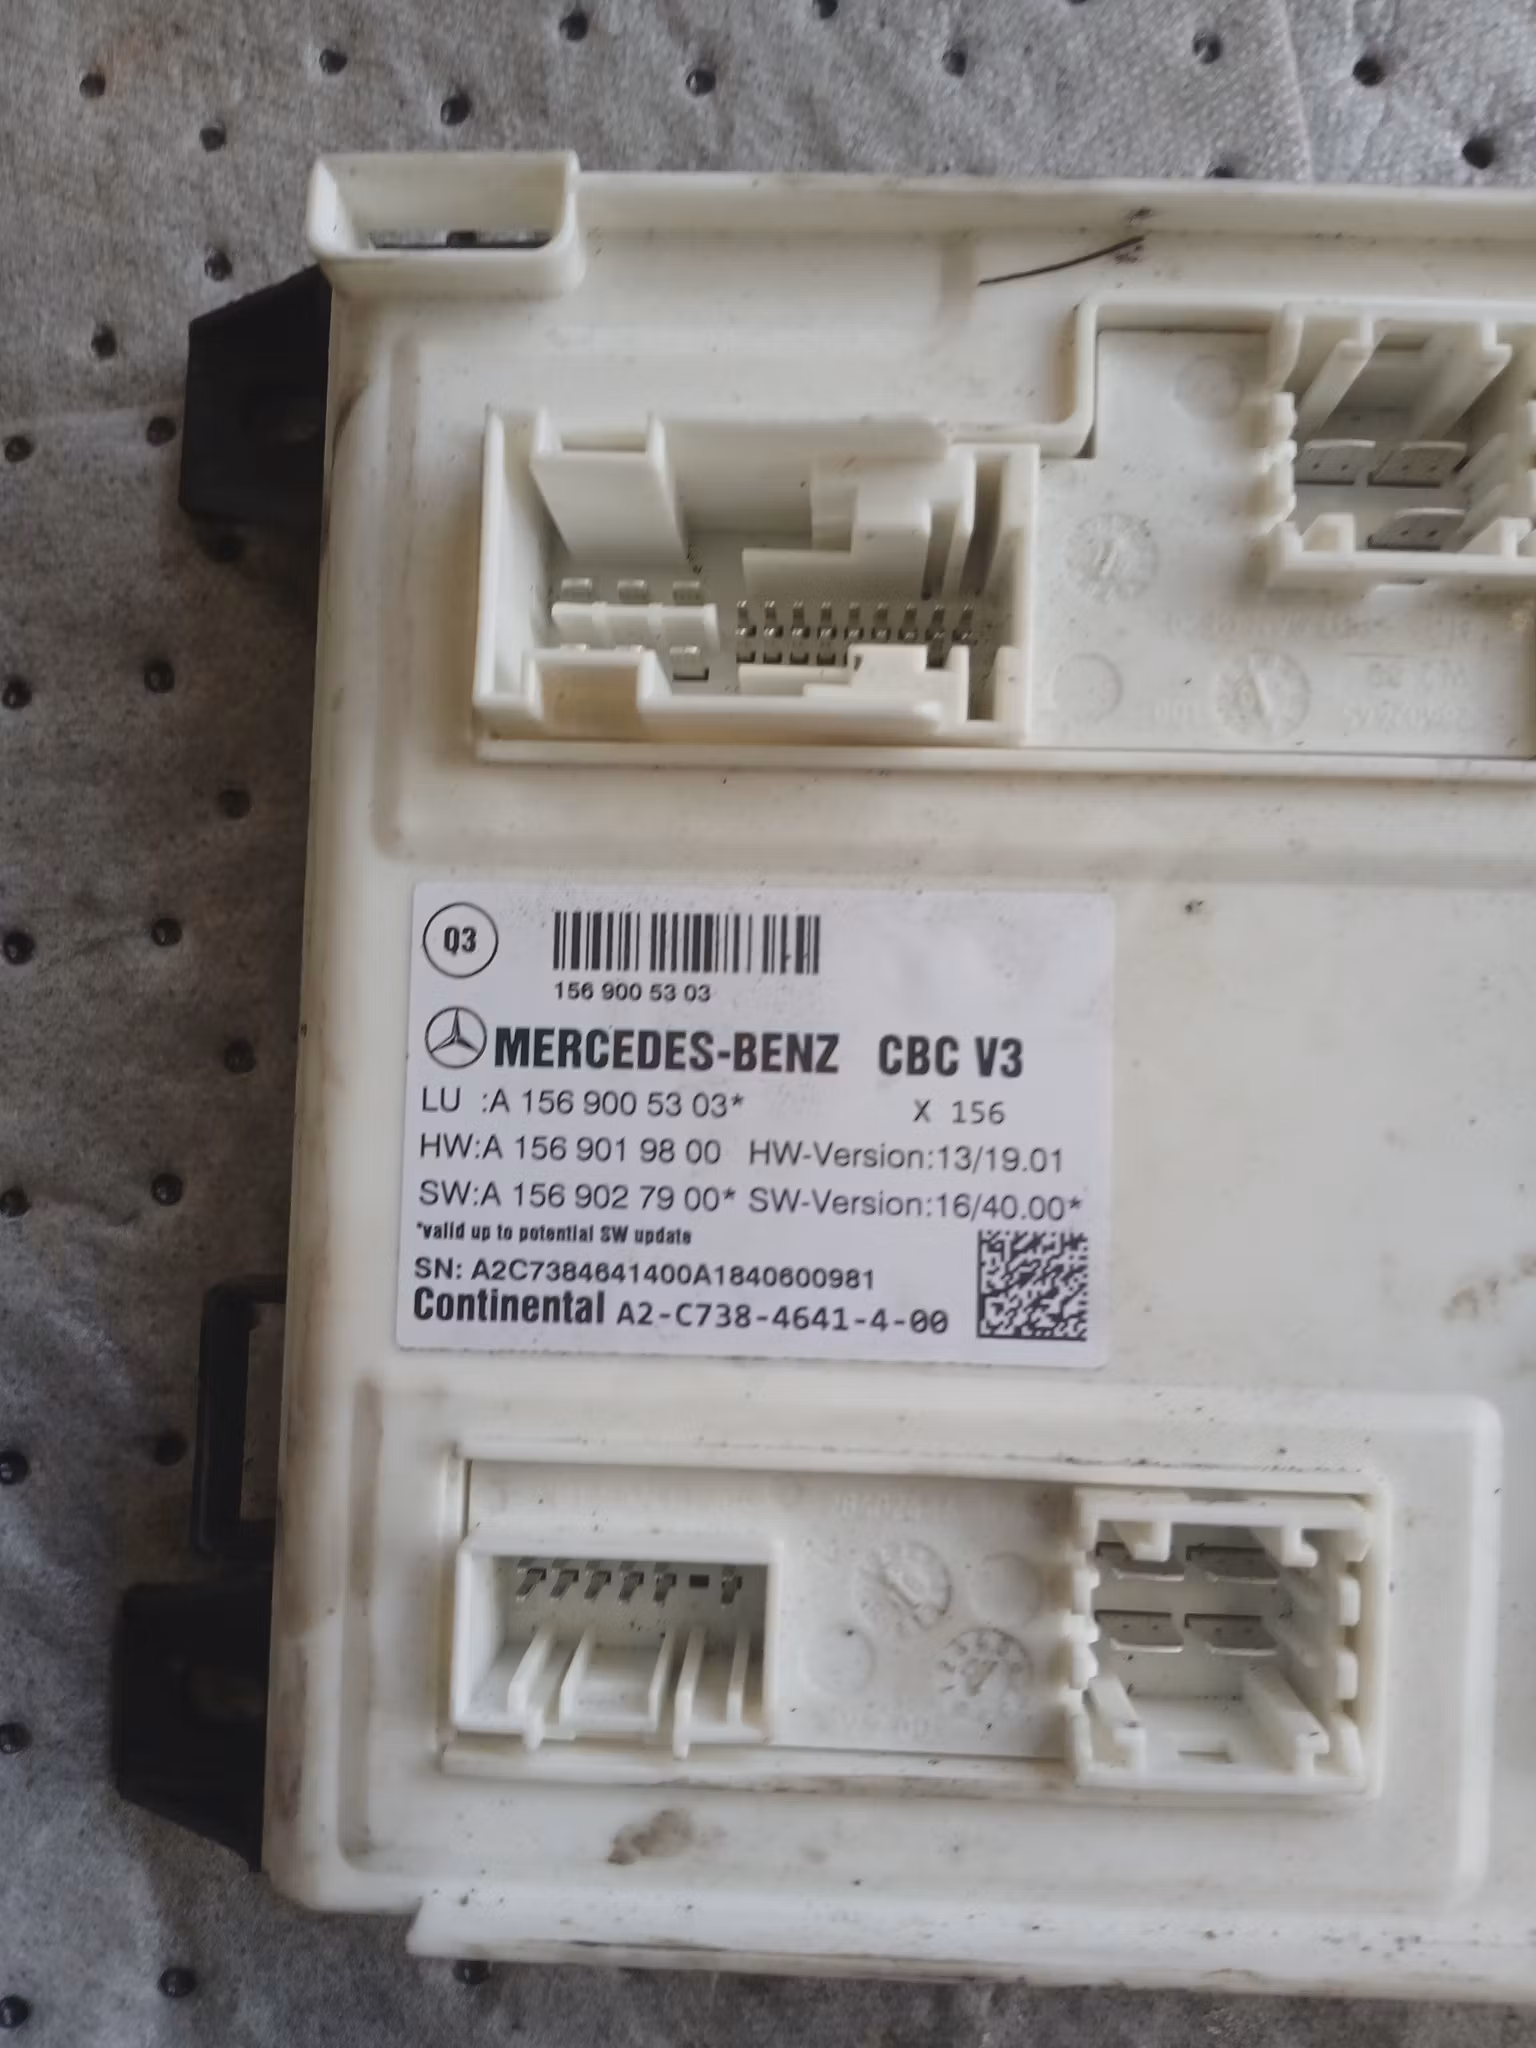 Q3
156 900 53 03
MERCEDES-BENZ CBC V3
LU :A 156 900 53 03* X 156
HW:A 156 901 98 00 HW-Version:13/19.01
SW:A 156 902 79 00* SW-Version:16/40.00*
*valid up to potential SW update
SN: A2C7384641400A1840600981
Continental A2-C738-4641-4-00